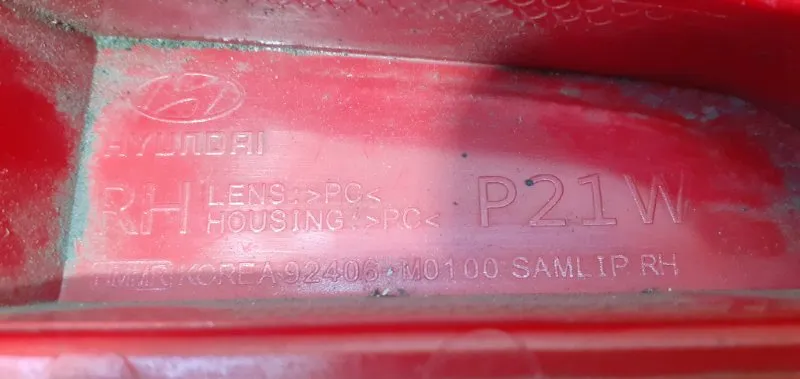 HYUNDAI
RH LENS:>PC< P21W
HOUSING:>PC<
KOREA 92406-M0100 SAMLIP RH